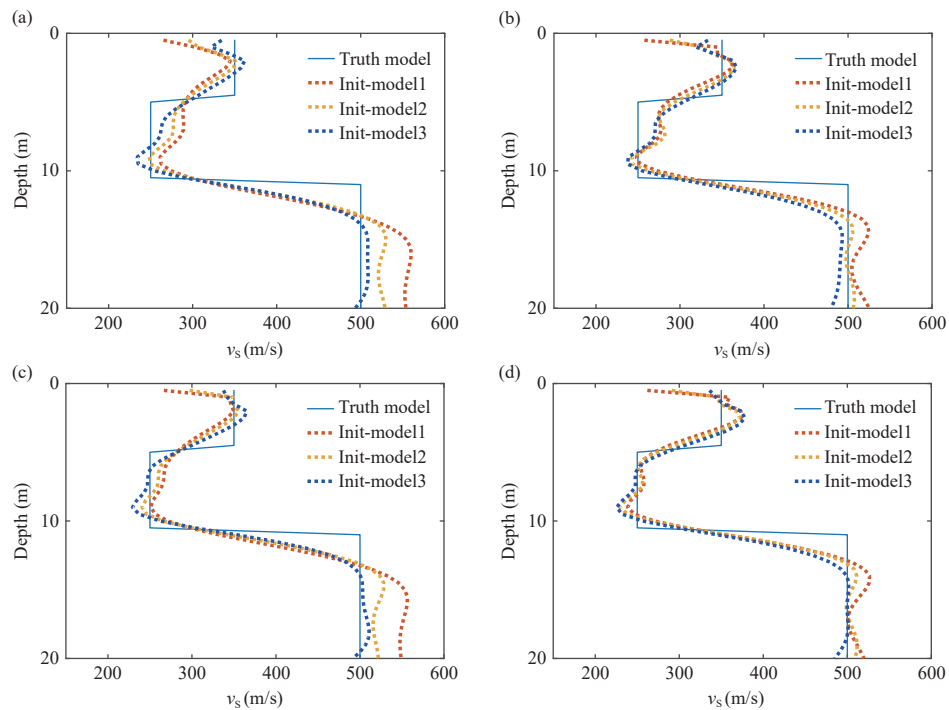 (a)
0
10
20
Depth (m)
Truth model
Init-model1
Init-model2
Init-model3
200 300 400 500 600
vs (m/s)
(b)
0
10
20
Depth (m)
Truth model
Init-model1
Init-model2
Init-model3
200 300 400 500 600
vs (m/s)
(c)
0
10
20
Depth (m)
Truth model
Init-model1
Init-model2
Init-model3
200 300 400 500 600
vs (m/s)
(d)
0
10
20
Depth (m)
Truth model
Init-model1
Init-model2
Init-model3
200 300 400 500 600
vs (m/s)